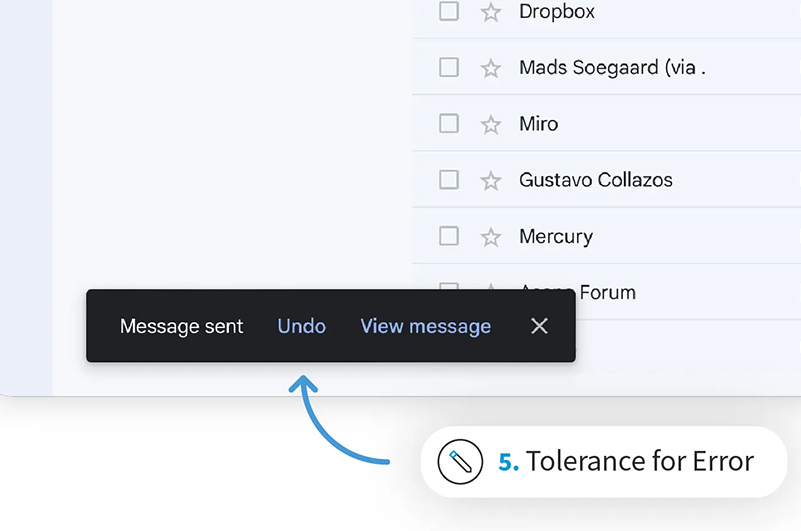 Dropbox
Mads Soegaard (via .
Miro
Gustavo Collazos
Mercury
Forum
Message sent Undo View message
5. Tolerance for Error